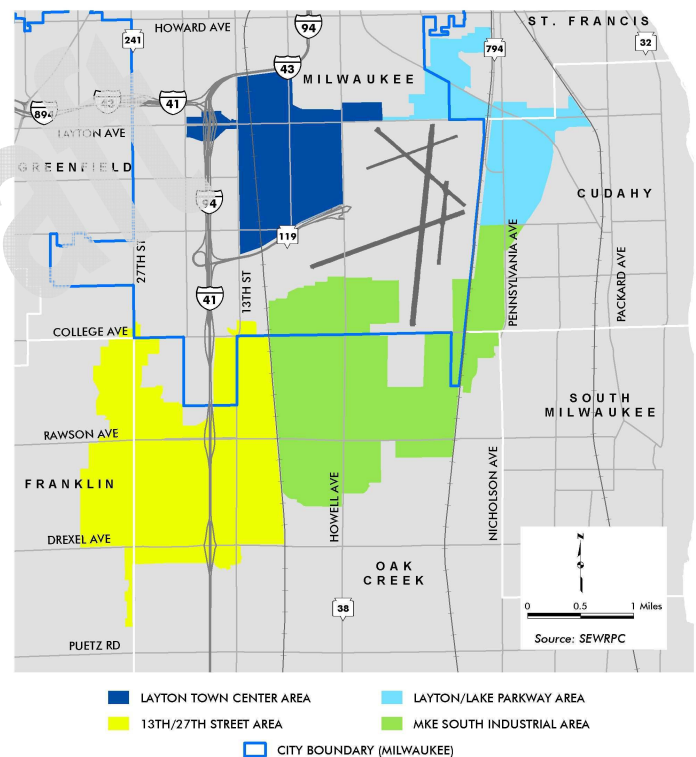 HOWARD AVE
94
ST. FRANCIS
241
794
32
43
MILWAUKEE
894
43
41
LAYTON AVE
GREENFIELD
CUDAHY
94
119
27TH ST
13TH ST
PENNSYLVANIA AVE
PACKARD AVE
41
COLLEGE AVE
SOUTH
MILWAUKEE
RAWSON AVE
FRANKLIN
HOWELL AVE
NICHOLSON AVE
DREXEL AVE
OAK
CREEK
N
0 0.5 1 Miles
38
Source: SEWRPC
PUETZ RD
LAYTON TOWN CENTER AREA
LAYTON/LAKE PARKWAY AREA
13TH/27TH STREET AREA
MKE SOUTH INDUSTRIAL AREA
CITY BOUNDARY (MILWAUKEE)